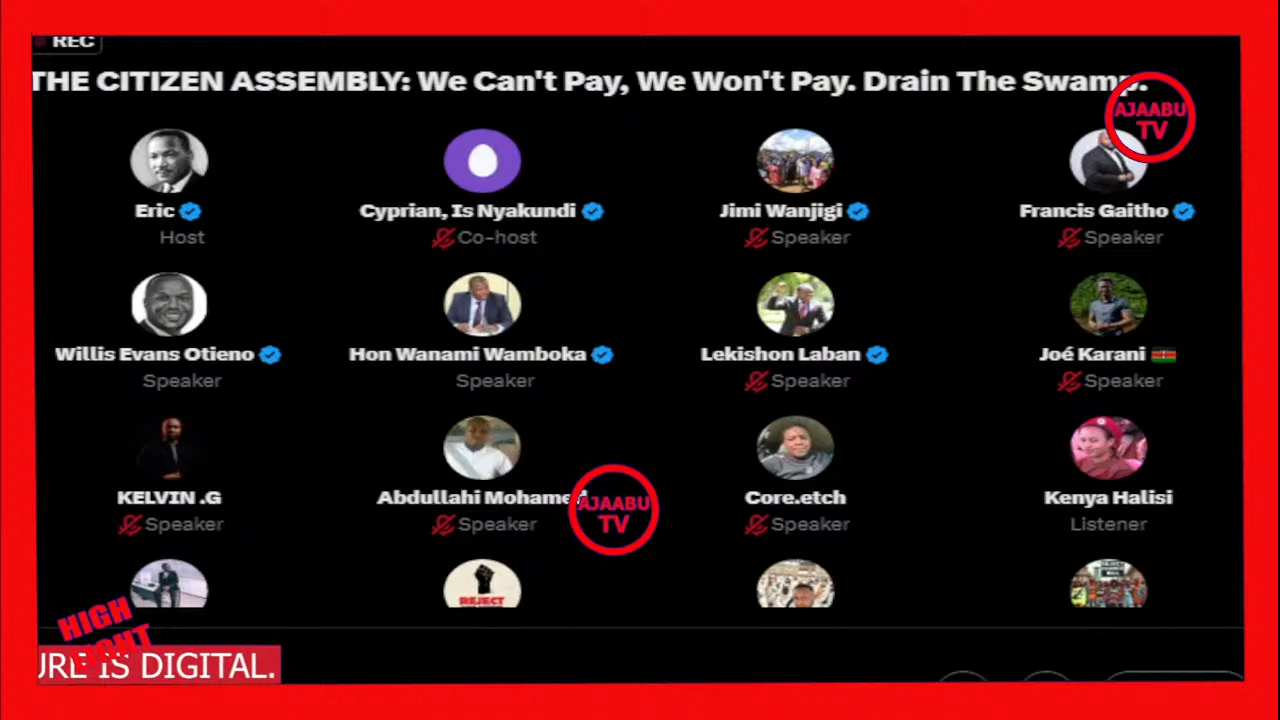 REC
THE CITIZEN ASSEMBLY: We Can't Pay, We Won't Pay. Drain The Swamp.
AJAABU
TV
Eric
Cyprian, Is Nyakundi
Jimi Wanjigi
Francis Gaitho
Host
Co-host
Speaker
Speaker
Willis Evans Otieno
Hon Wanami Wamboka
Lekishon Laban
Joé Karani
Speaker
Speaker
Speaker
Speaker
KELVIN .G
Abdullahi Mohamed
Core.etch
Kenya Halisi
AJAABU
TV
Speaker
Speaker
Speaker
Listener
REJECT
REJECT
HIGH
URE IS DIGITAL.